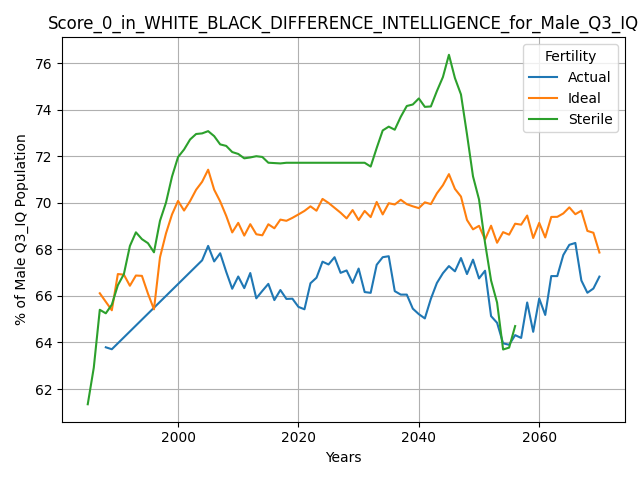 Score_0_in_WHITE_BLACK_DIFFERENCE_INTELLIGENCE_for_Male_Q3_IQ
% of Male Q3_IQ Population
76
74
72
70
68
66
64
62
Fertility
Actual
Ideal
Sterile
2000
2020
2040
2060
Years